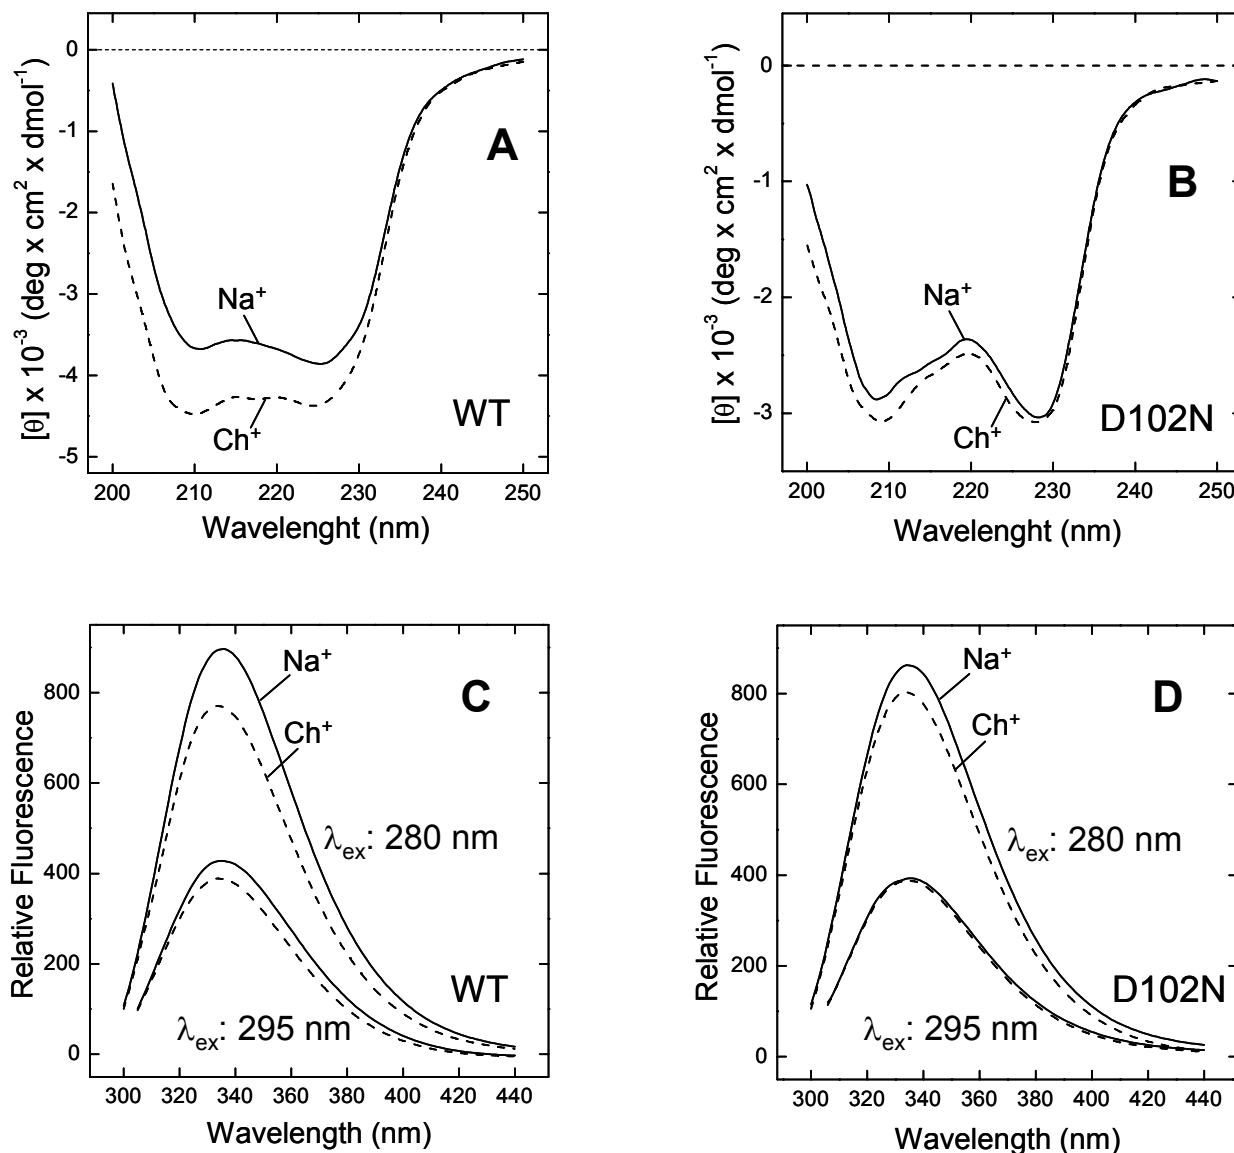 A
[θ] x 10⁻³ (deg x cm² x dmol⁻¹)
0
-1
-2
-3
-4
-5
Na⁺
Ch⁺
WT
200 210 220 230 240 250
Wavelenght (nm)
B
[θ] x 10⁻³ (deg x cm² x dmol⁻¹)
0
-1
-2
-3
Na⁺
Ch⁺
D102N
200 210 220 230 240 250
Wavelenght (nm)
C
Relative Fluorescence
800
600
400
200
0
Na⁺
Ch⁺
λex: 280 nm
WT
λex: 295 nm
300 320 340 360 380 400 420 440
Wavelength (nm)
D
Relative Fluorescence
800
600
400
200
0
Na⁺
Ch⁺
λex: 280 nm
D102N
λex: 295 nm
300 320 340 360 380 400 420 440
Wavelength (nm)